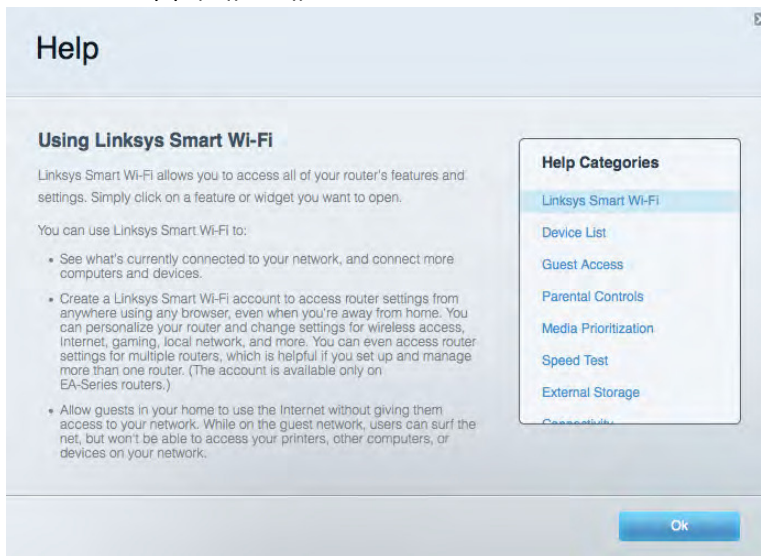 Help
Using Linksys Smart Wi-Fi
Linksys Smart Wi-Fi allows you to access all of your router's features and
settings. Simply click on a feature or widget you want to open.
You can use Linksys Smart Wi-Fi to:
• See what's currently connected to your network, and connect more
computers and devices.
• Create a Linksys Smart Wi-Fi account to access router settings from
anywhere using any browser, even when you're away from home. You
can personalize your router and change settings for wireless access,
Internet, gaming, local network, and more. You can even access router
settings for multiple routers, which is helpful if you set up and manage
more than one router. (The account is available only on
EA-Series routers.)
• Allow guests in your home to use the Internet without giving them
access to your network. While on the guest network, users can surf the
net, but won't be able to access your printers, other computers, or
devices on your network.
Help Categories
Linksys Smart Wi-Fi
Device List
Guest Access
Parental Controls
Media Prioritization
Speed Test
External Storage
Connectivity
Ok